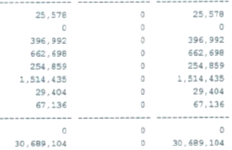 25,578 0 25,578
0 0 0
396,992 0 396,992
662,698 0 662,698
254,859 0 254,859
1,514,435 0 1,514,435
29,404 0 29,404
67,136 0 67,136
0 0 0
30,689,104 0 30,689,104